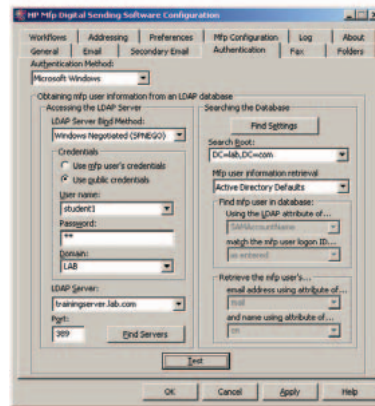 HP Mfp Digital Sending Software Configuration
Workflows Addressing Preferences Mfp Configuration Log About
General Email Secondary Email Authentication Fax Folders
Authentication Method:
Microsoft Windows
Obtaining mfp user information from an LDAP database
Accessing the LDAP Server
LDAP Server Bind Method:
Windows Negotiated (SPNEGO)
Credentials
Use mfp user's credentials
Use public credentials
User name:
student1
Password:
**
Domain:
LAB
LDAP Server:
trainingserver.lab.com
Port:
389
Find Servers
Searching the Database
Find Settings
Search Root:
DC=lab,DC=com
Mfp user information retrieval
Active Directory Defaults
Find mfp user in database:
Using the LDAP attribute of...
sAMAccountName
match the mfp user logon ID...
as entered
Retrieve the mfp user's...
email address using attribute of...
mail
and name using attribute of...
cn
Test
OK Cancel Apply Help